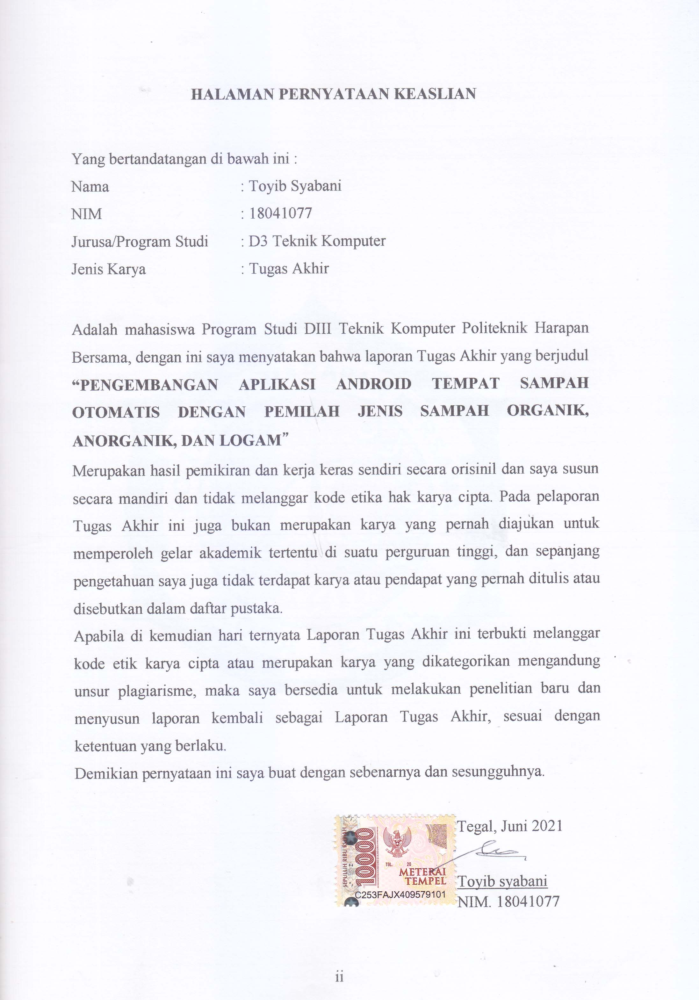 HALAMAN PERNYATAAN KEASLIAN
Yang bertandatangan di bawah ini :
Nama : Toyib Syabani
NIM : 18041077
Jurusa/Program Studi : D3 Teknik Komputer
Jenis Karya : Tugas Akhir
Adalah mahasiswa Program Studi DIII Teknik Komputer Politeknik Harapan
Bersama, dengan ini saya menyatakan bahwa laporan Tugas Akhir yang berjudul
“PENGEMBANGAN APLIKASI ANDROID TEMPAT SAMPAH
OTOMATIS DENGAN PEMILAH JENIS SAMPAH ORGANIK,
ANORGANIK, DAN LOGAM”
Merupakan hasil pemikiran dan kerja keras sendiri secara orisinil dan saya susun
secara mandiri dan tidak melanggar kode etika hak karya cipta. Pada pelaporan
Tugas Akhir ini juga bukan merupakan karya yang pernah diajukan untuk
memperoleh gelar akademik tertentu di suatu perguruan tinggi, dan sepanjang
pengetahuan saya juga tidak terdapat karya atau pendapat yang pernah ditulis atau
disebutkan dalam daftar pustaka.
Apabila di kemudian hari ternyata Laporan Tugas Akhir ini terbukti melanggar
kode etik karya cipta atau merupakan karya yang dikategorikan mengandung
unsur plagiarisme, maka saya bersedia untuk melakukan penelitian baru dan
menyusun laporan kembali sebagai Laporan Tugas Akhir, sesuai dengan
ketentuan yang berlaku.
Demikian pernyataan ini saya buat dengan sebenarnya dan sesungguhnya.
Tegal, Juni 2021
SEPULUH RIBU RUPIAH
10000
TGL. 20
METERAI
TEMPEL
C253FAJX409579101
Toyib syabani
NIM. 18041077
ii